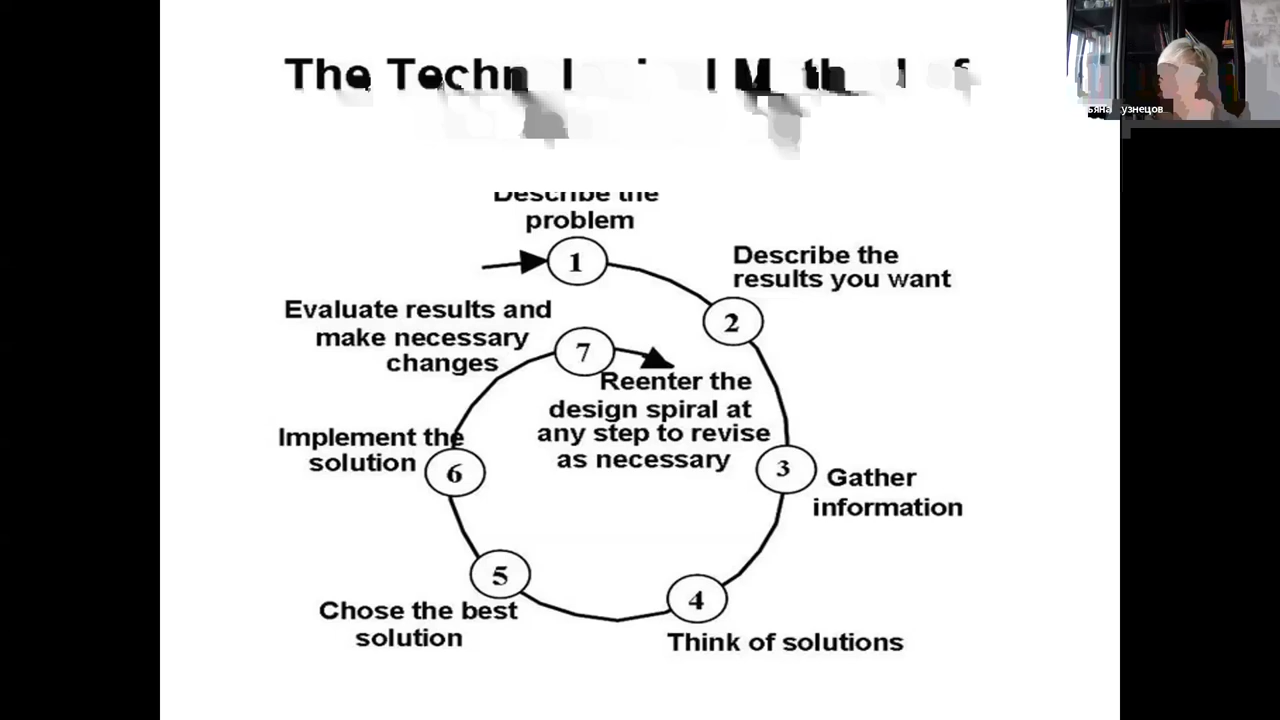 The
Describe the
problem
1
Describe the
results you want
2
Evaluate results and
make necessary
changes
7
Reenter the
design spiral at
any step to revise
as necessary
Implement the
solution
6
3
Gather
information
5
4
Chose the best
solution
Think of solutions